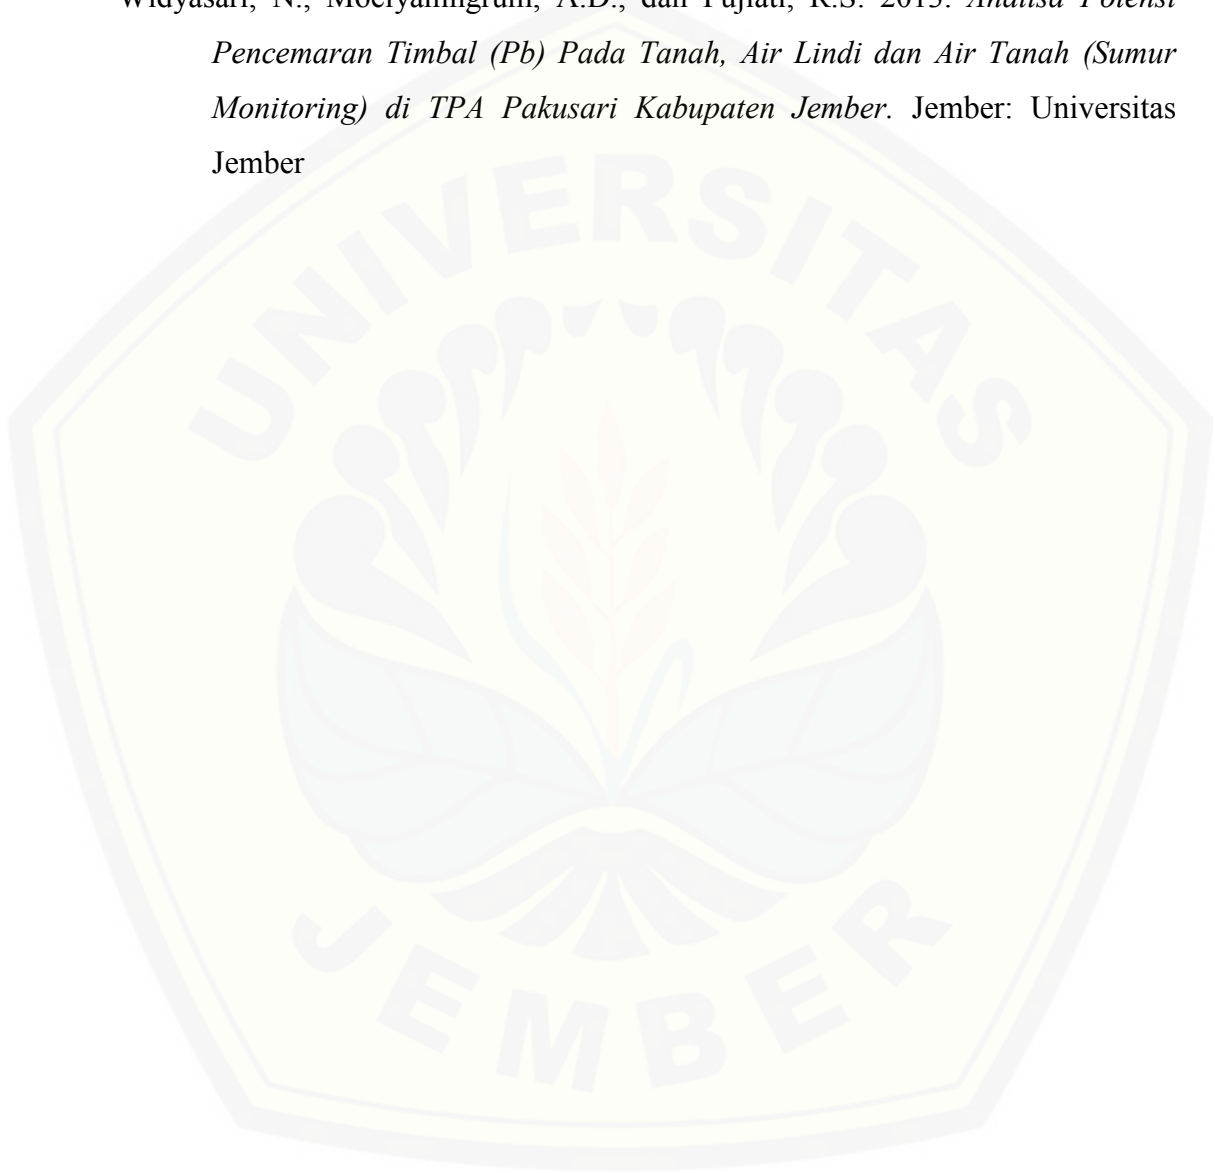 Widyasari, N., Moelyaningrum, A.D., dan Pujiati, R.S. 2013. Analisa Potensi
Pencemaran Timbal (Pb) Pada Tanah, Air Lindi dan Air Tanah (Sumur
Monitoring) di TPA Pakusari Kabupaten Jember. Jember: Universitas
Jember
UNIVERSITAS
JEMBER